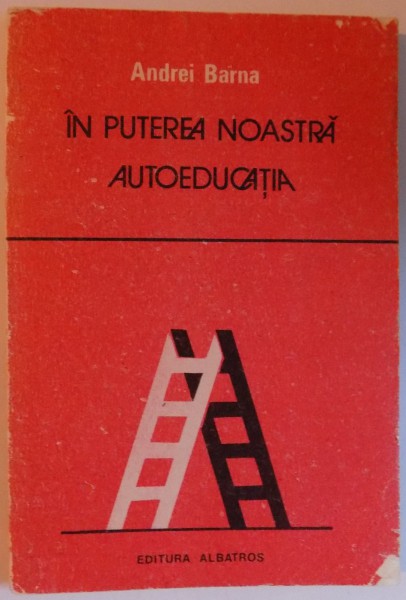 Andrei Barna
ÎN PUTEREA NOASTRĂ
AUTOEDUCAȚIA
EDITURA ALBATROS